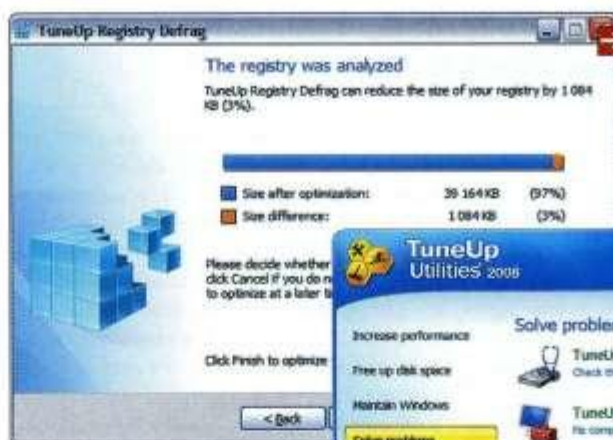 TuneUp Registry Defrag
The registry was analyzed
TuneUp Registry Defrag can reduce the size of your registry by 1 084
KB (3%).
Size after optimization: 39 164 KB (97%)
Size difference: 1 084 KB (3%)
Please decide whether
click Cancel if you do
to optimize at a later
Click Finish to optimize
< Back
TuneUp
Utilities 2008
Increase performance
Free up disk space
Maintain Windows
Solve problems
Solve
TuneU
Check
TuneU